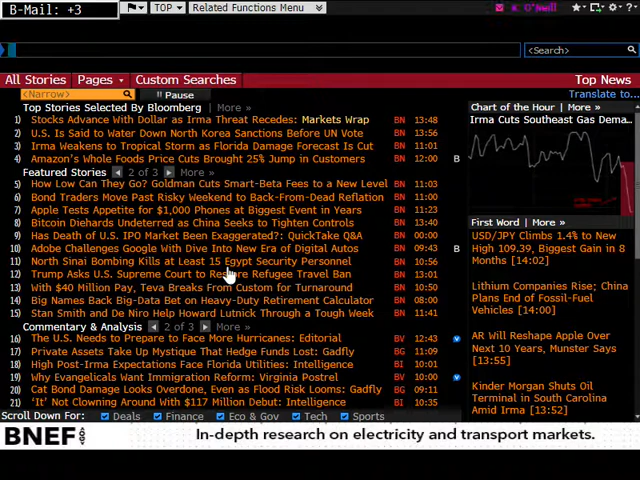 B-Mail: +3
TOP
Related Functions Menu
<Search>
All Stories
Pages
Custom Searches
Top News
<Narrow>
Pause
Translate to...
Top Stories Selected By Bloomberg | More »
1) Stocks Advance With Dollar as Irma Threat Recedes: Markets Wrap BN 13:48
2) U.S. Is Said to Water Down North Korea Sanctions Before UN Vote BN 13:56
3) Irma Weakens to Tropical Storm as Florida Damage Forecast Is Cut BN 11:01
4) Amazon's Whole Foods Price Cuts Brought 25% Jump in Customers BN 12:00
Featured Stories 2 of 3 More »
5) How Low Can They Go? Goldman Cuts Smart-Beta Fees to a New Level BN 11:03
6) Bond Traders Move Past Risky Weekend to Back-From-Dead Reflation BN 11:00
7) Apple Tests Appetite for $1,000 Phones at Biggest Event in Years BN 11:23
8) Bitcoin Diehards Undeterred as China Seeks to Tighten Controls BN 13:40
9) Has Death of U.S. IPO Market Been Exaggerated?: QuickTake Q&A BN 00:00
10) Adobe Challenges Google With Dive Into New Era of Digital Autos BN 09:43
11) North Sinai Bombing Kills at Least 15 Egypt Security Personnel BN 10:56
12) Trump Asks U.S. Supreme Court to Restore Refugee Travel Ban BN 13:01
13) With $40 Million Pay, Teva Breaks From Custom for Turnaround BN 10:50
14) Big Names Back Big-Data Bet on Heavy-Duty Retirement Calculator BN 08:00
15) Stan Smith and De Niro Help Howard Lutnick Through a Tough Week BN 11:41
Commentary & Analysis 2 of 3 More »
16) The U.S. Needs to Prepare to Face More Hurricanes: Editorial BV 12:43
17) Private Assets Take Up Mystique That Hedge Funds Lost: Gadfly BG 11:09
18) High Post-Irma Expectations Face Florida Utilities: Intelligence BI 11:01
19) Why Evangelicals Want Immigration Reform: Virginia Postrel BV 10:00
20) Cat Bond Damage Looks Overdone, Even as Flood Risk Looms: Gadfly BG 09:11
21) 'It' Not Clowning Around With $117 Million Debut: Intelligence BI 10:35
Scroll Down For: Deals Finance Eco & Gov Tech Sports
Chart of the Hour | More »
Irma Cuts Southeast Gas Dema...
B
B
First Word | More »
USD/JPY Climbs 1.4% to New
High 109.39, Biggest Gain in 8
Months [14:02]
Lithium Companies Rise; China
Plans End of Fossil-Fuel
Vehicles [14:00]
AR Will Reshape Apple Over
Next 10 Years, Munster Says
[13:55]
Kinder Morgan Shuts Oil
Terminal in South Carolina
Amid Irma [13:52]
BNEF
In-depth research on electricity and transport markets.